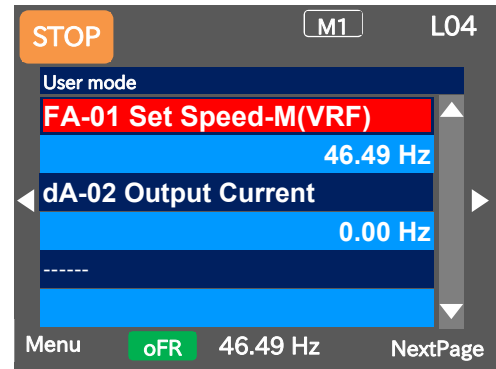 STOP M1 L04
User mode
FA-01 Set Speed-M(VRF)
46.49 Hz
dA-02 Output Current
0.00 Hz
------
Menu oFR 46.49 Hz NextPage